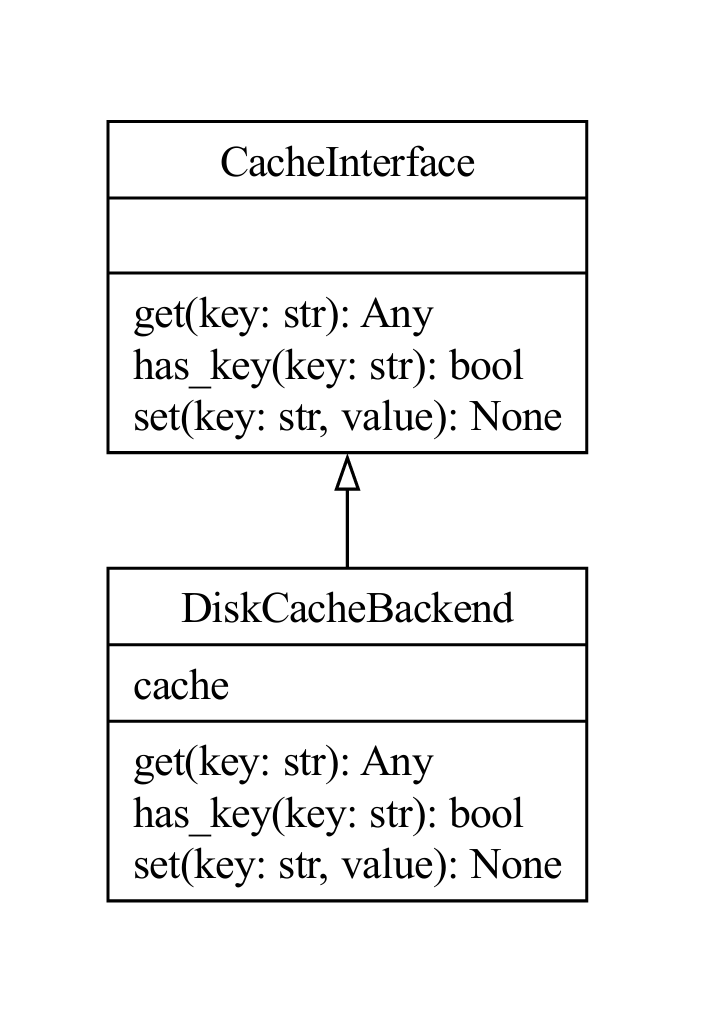 CacheInterface
get(key: str): Any
has_key(key: str): bool
set(key: str, value): None
DiskCacheBackend
cache
get(key: str): Any
has_key(key: str): bool
set(key: str, value): None